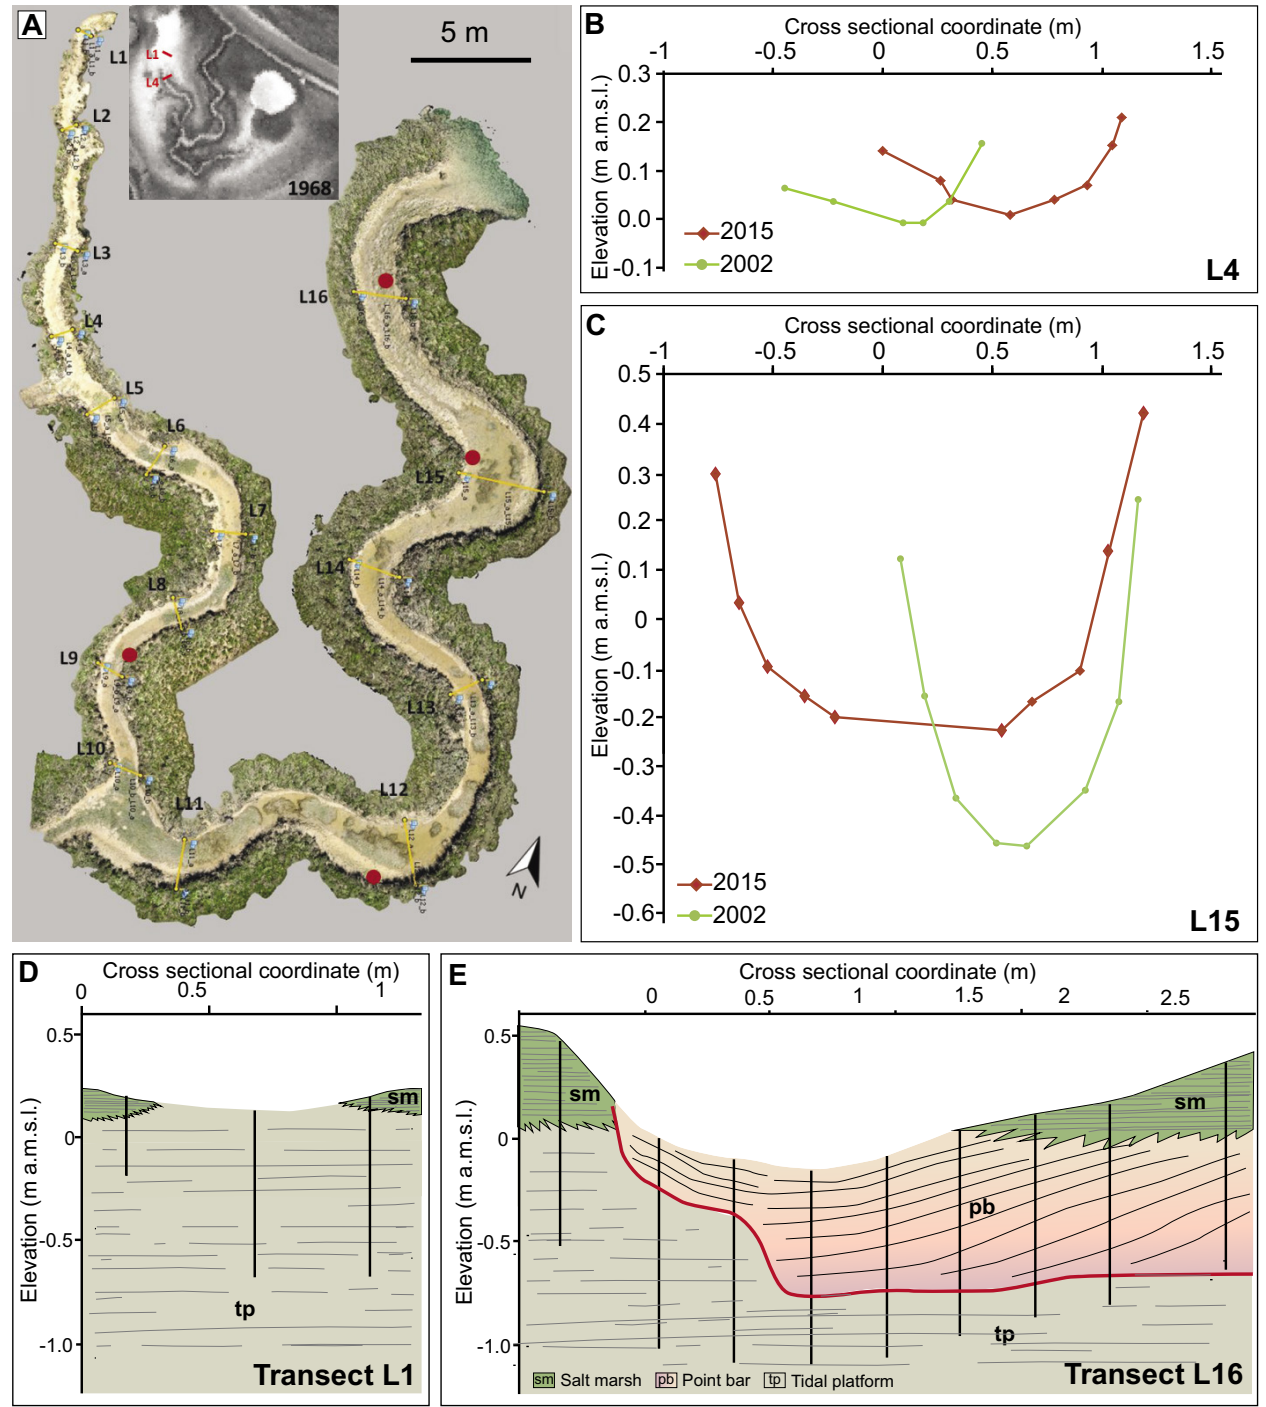 A
5 m
L1
L4
1968
L1
L2
L3
L4
L5
L6
L7
L8
L9
L10
L11
L12
L13
L14
L15
L16
N
B
Cross sectional coordinate (m)
-1 -0.5 0 0.5 1 1.5
Elevation (m a.m.s.l.)
0.3
0.2
0.1
0.0
-0.1
2015
2002
L4
C
Cross sectional coordinate (m)
-1 -0.5 0 0.5 1 1.5
Elevation (m a.m.s.l.)
0.5
0.4
0.3
0.2
0.1
0
-0.1
-0.2
-0.3
-0.4
-0.5
-0.6
2015
2002
L15
D
Cross sectional coordinate (m)
0 0.5 1
Elevation (m a.m.s.l.)
0.5
0
-0.5
-1.0
sm
tp
Transect L1
E
Cross sectional coordinate (m)
0 0.5 1 1.5 2 2.5
Elevation (m a.m.s.l.)
0.5
0
-0.5
-1.0
sm
sm
pb
tp
sm Salt marsh pb Point bar tp Tidal platform
Transect L16